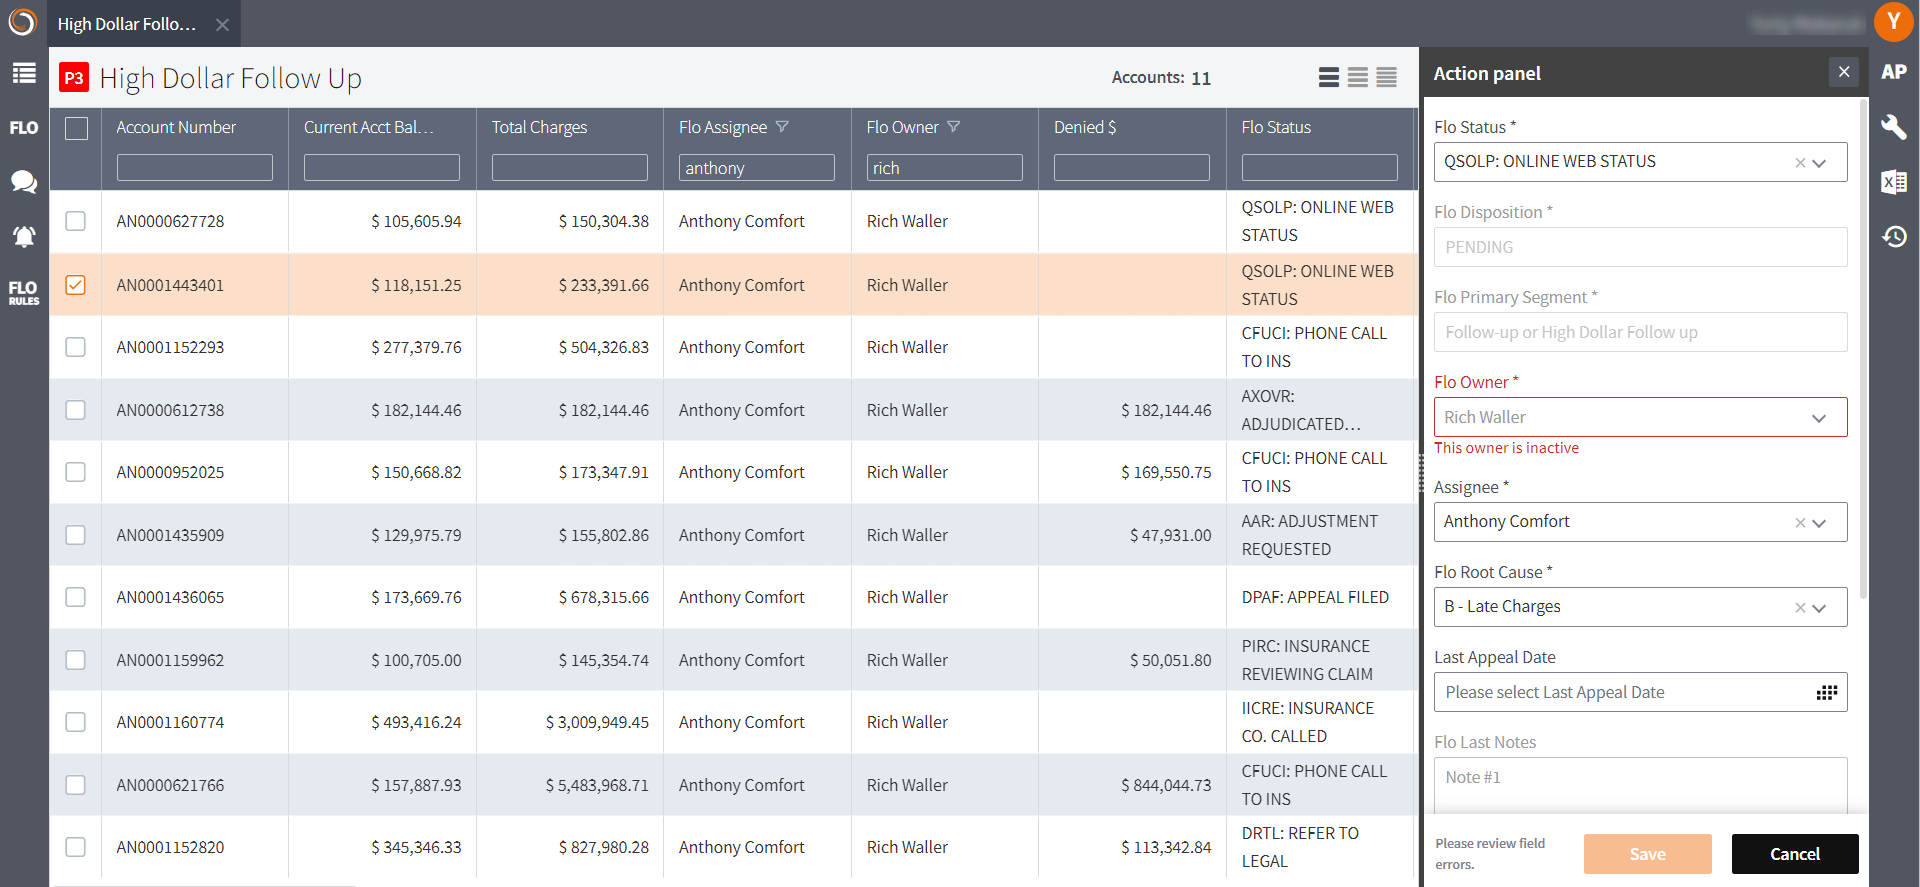 High Dollar Follo...
Y
FLO
FLO
RULES
P3 High Dollar Follow Up
Accounts: 11
Account Number Current Acct Bal... Total Charges Flo Assignee Flo Owner Denied $ Flo Status
anthony rich
AN0000627728 $ 105,605.94 $ 150,304.38 Anthony Comfort Rich Waller QSOLP: ONLINE WEB
STATUS
AN0001443401 $ 118,151.25 $ 233,391.66 Anthony Comfort Rich Waller QSOLP: ONLINE WEB
STATUS
AN0001152293 $ 277,379.76 $ 504,326.83 Anthony Comfort Rich Waller CFUCI: PHONE CALL
TO INS
AN0000612738 $ 182,144.46 $ 182,144.46 Anthony Comfort Rich Waller $ 182,144.46 AXOVR:
ADJUDICATED...
AN0000952025 $ 150,668.82 $ 173,347.91 Anthony Comfort Rich Waller $ 169,550.75 CFUCI: PHONE CALL
TO INS
AN0001435909 $ 129,975.79 $ 155,802.86 Anthony Comfort Rich Waller $ 47,931.00 AAR: ADJUSTMENT
REQUESTED
AN0001436065 $ 173,669.76 $ 678,315.66 Anthony Comfort Rich Waller DPAF: APPEAL FILED
AN0001159962 $ 100,705.00 $ 145,354.74 Anthony Comfort Rich Waller $ 50,051.80 PIRC: INSURANCE
REVIEWING CLAIM
AN0001160774 $ 493,416.24 $ 3,009,949.45 Anthony Comfort Rich Waller IICRE: INSURANCE
CO. CALLED
AN0000621766 $ 157,887.93 $ 5,483,968.71 Anthony Comfort Rich Waller $ 844,044.73 CFUCI: PHONE CALL
TO INS
AN0001152820 $ 345,346.33 $ 827,980.28 Anthony Comfort Rich Waller $ 113,342.84 DRTL: REFER TO
LEGAL
Action panel
Flo Status *
QSOLP: ONLINE WEB STATUS
Flo Disposition *
PENDING
Flo Primary Segment *
Follow-up or High Dollar Follow up
Flo Owner *
Rich Waller
This owner is inactive
Assignee *
Anthony Comfort
Flo Root Cause *
B - Late Charges
Last Appeal Date
Please select Last Appeal Date
Flo Last Notes
Note #1
Please review field
errors.
Save
Cancel
AP
X